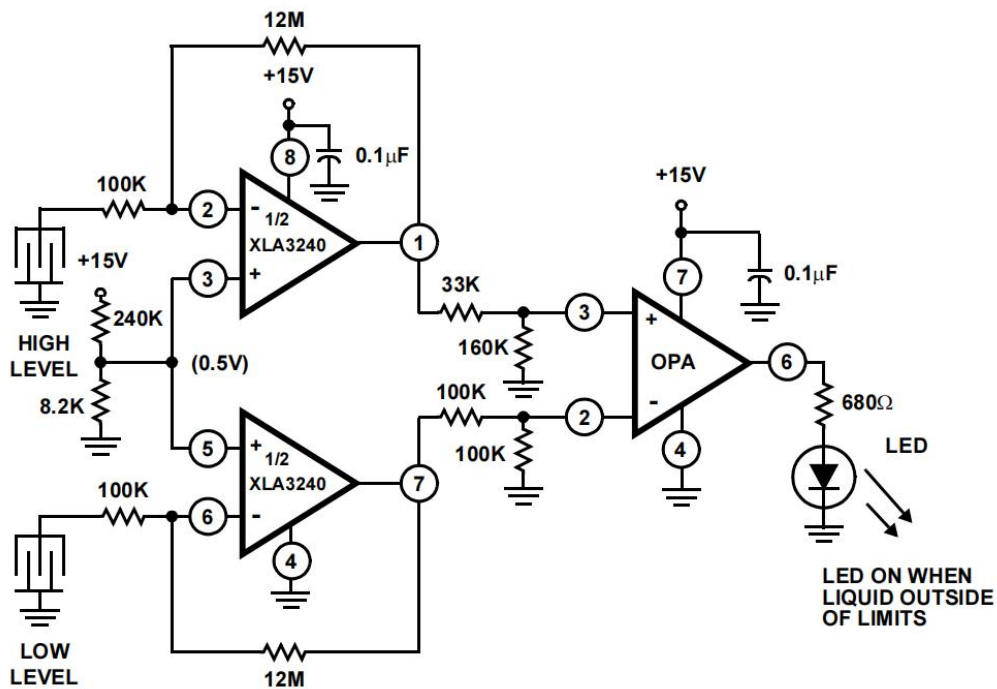 12M
+15V
8
0.1μF
100K
2
-
1/2
XLA3240
3
+
1
+15V
240K
HIGH
LEVEL
(0.5V)
8.2K
33K
3
160K
+15V
7
0.1μF
+
OPA
-
6
4
680Ω
LED
100K
2
100K
5
+
1/2
XLA3240
7
100K
6
-
4
LOW
LEVEL
12M
LED ON WHEN
LIQUID OUTSIDE
OF LIMITS